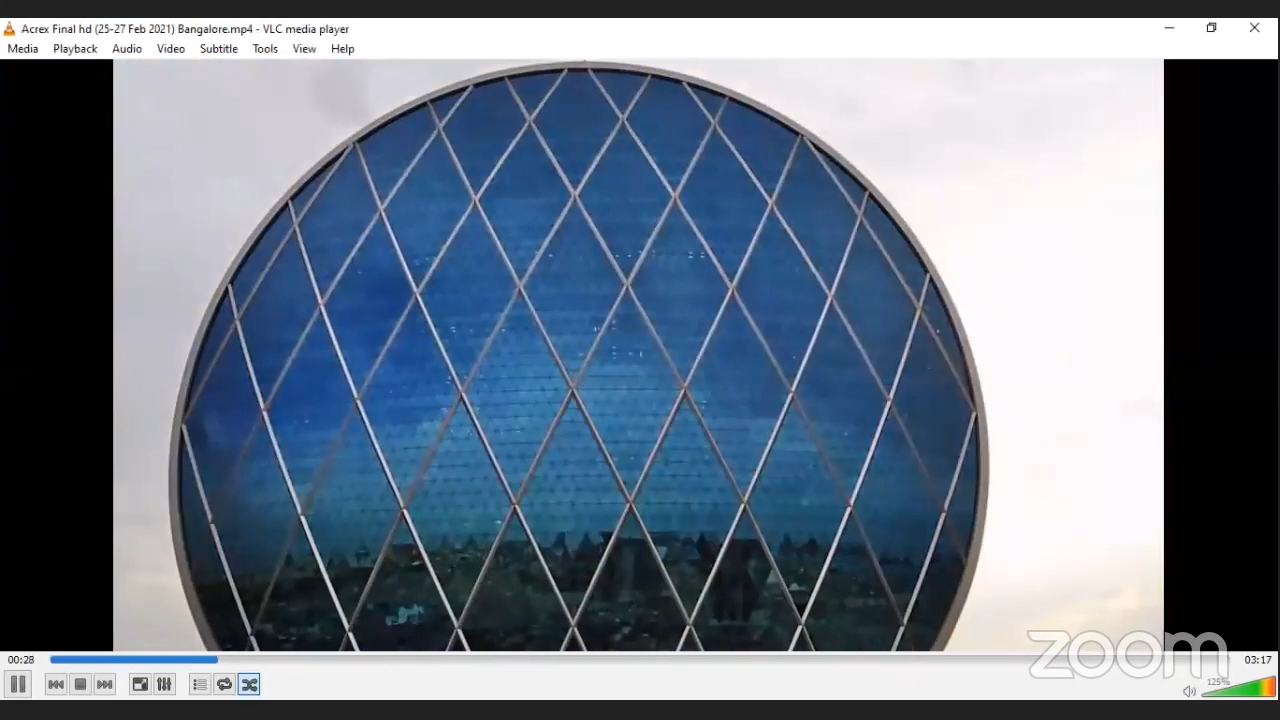 Acrex Final hd (25-27 Feb 2021) Bangalore.mp4 - VLC media player
Media Playback Audio Video Subtitle Tools View Help
zoom
00:28 03:17
125%